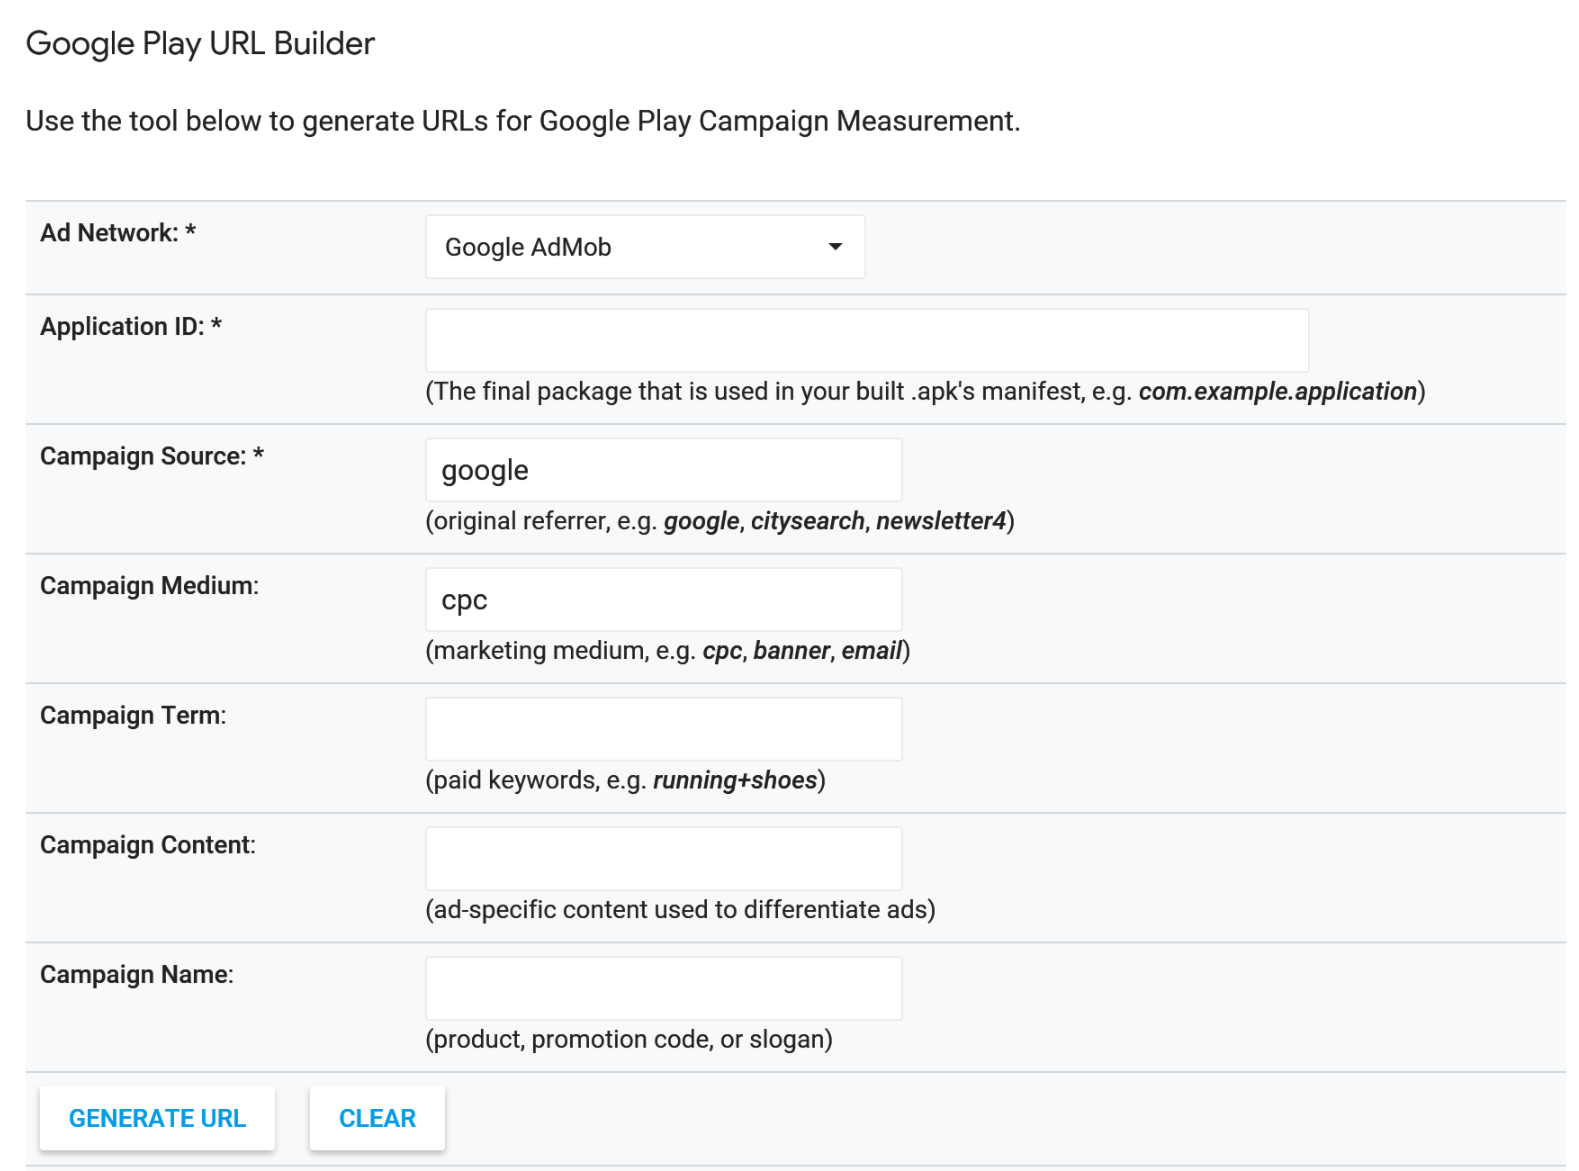 Google Play URL Builder
Use the tool below to generate URLs for Google Play Campaign Measurement.
Ad Network: *
Google AdMob
Application ID: *
(The final package that is used in your built .apk's manifest, e.g. com.example.application)
Campaign Source: *
google
(original referrer, e.g. google, citysearch, newsletter4)
Campaign Medium:
cpc
(marketing medium, e.g. cpc, banner, email)
Campaign Term:
(paid keywords, e.g. running+shoes)
Campaign Content:
(ad-specific content used to differentiate ads)
Campaign Name:
(product, promotion code, or slogan)
GENERATE URL
CLEAR